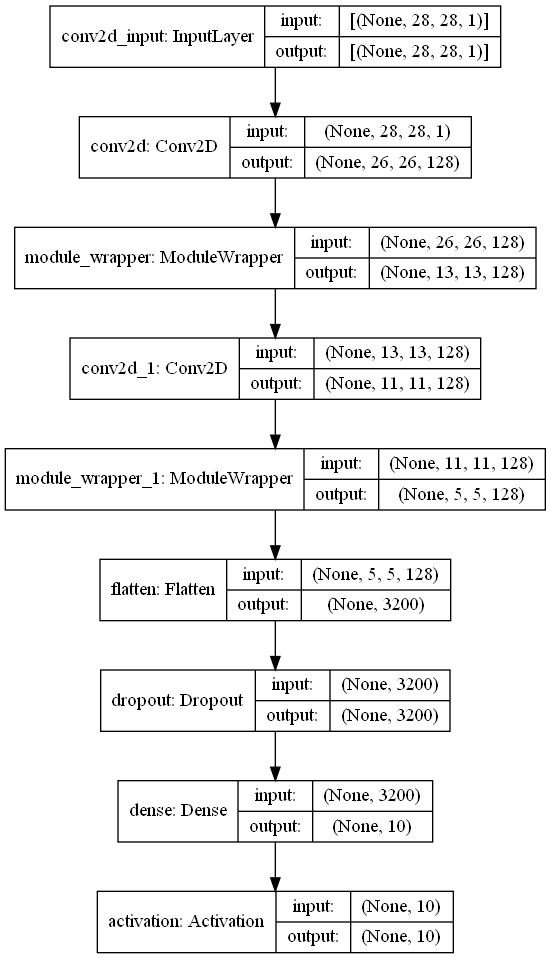 conv2d_input: InputLayer
input:
[(None, 28, 28, 1)]
output:
[(None, 28, 28, 1)]
conv2d: Conv2D
input:
(None, 28, 28, 1)
output:
(None, 26, 26, 128)
module_wrapper: ModuleWrapper
input:
(None, 26, 26, 128)
output:
(None, 13, 13, 128)
conv2d_1: Conv2D
input:
(None, 13, 13, 128)
output:
(None, 11, 11, 128)
module_wrapper_1: ModuleWrapper
input:
(None, 11, 11, 128)
output:
(None, 5, 5, 128)
flatten: Flatten
input:
(None, 5, 5, 128)
output:
(None, 3200)
dropout: Dropout
input:
(None, 3200)
output:
(None, 3200)
dense: Dense
input:
(None, 3200)
output:
(None, 10)
activation: Activation
input:
(None, 10)
output:
(None, 10)